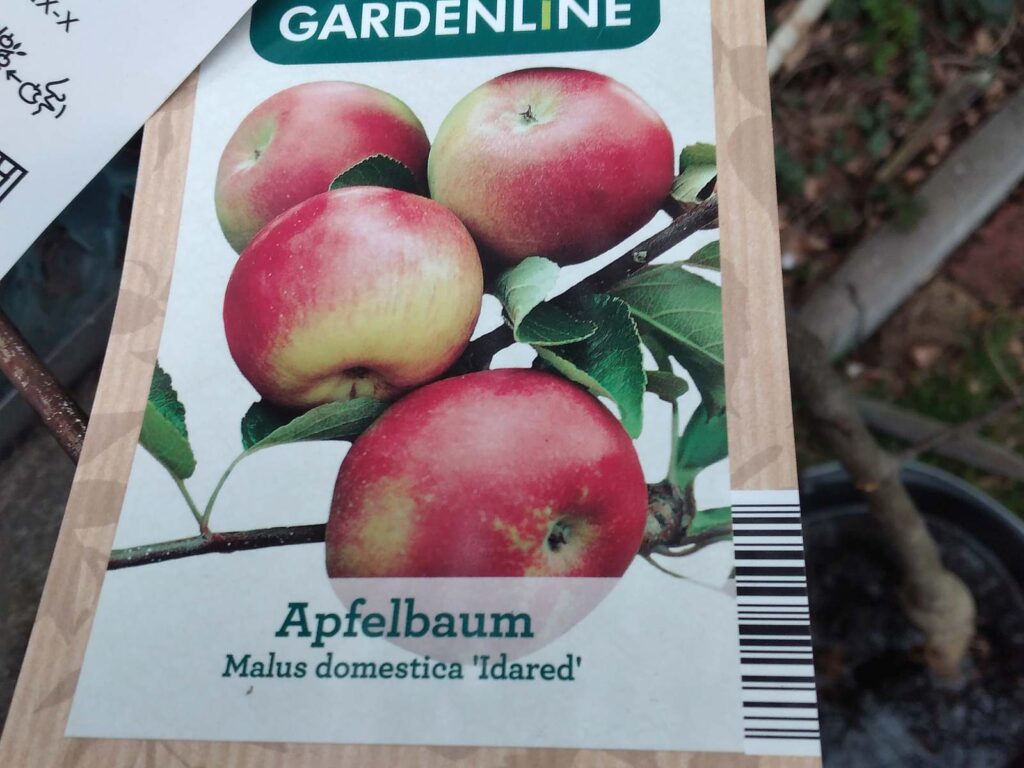 GARDENLINE
X-X
Apfelbaum
Malus domestica 'Idared'